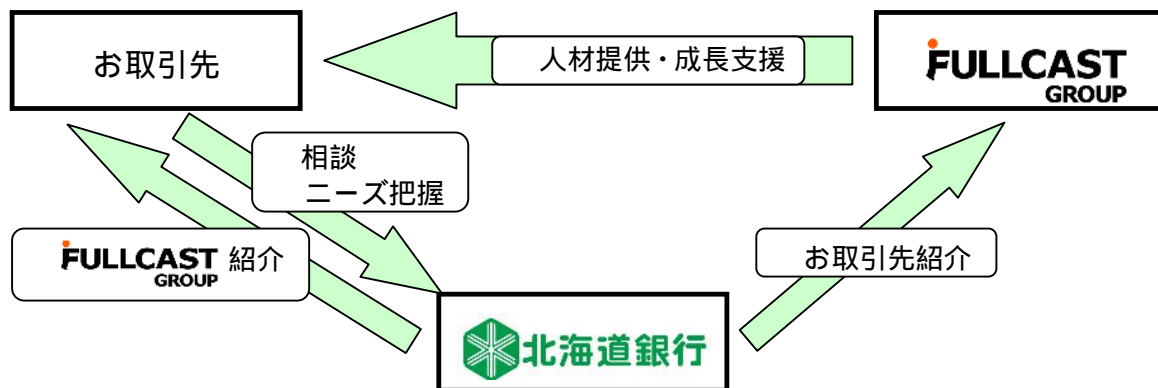 お取引先
人材提供・成長支援
FULLCAST
GROUP
相談
ニーズ把握
FULLCAST 紹介
GROUP
お取引先紹介
北海道銀行